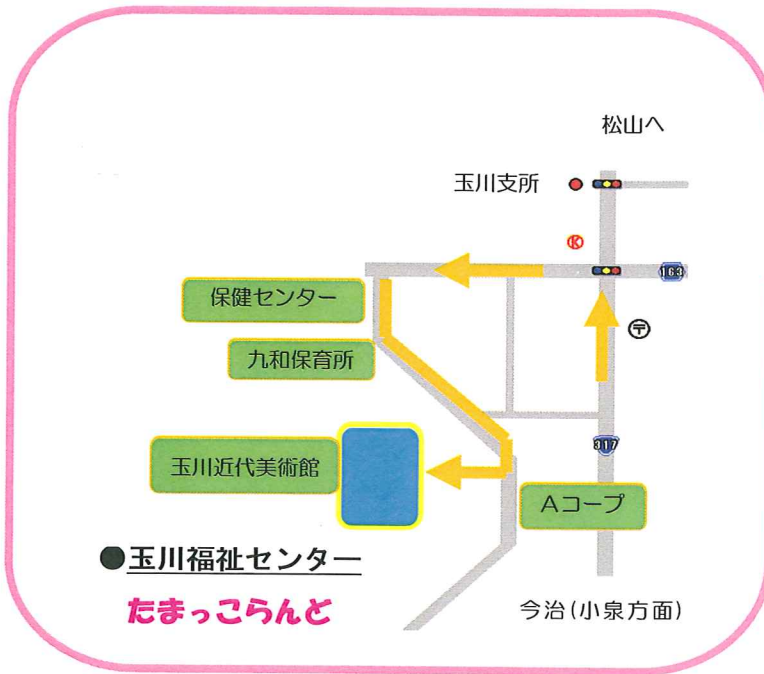 松山へ
玉川支所
Ⓚ
163
保健センター
〒
九和保育所
317
玉川近代美術館
Aコープ
●玉川福祉センター
たまっこらんど
今治(小泉方面)